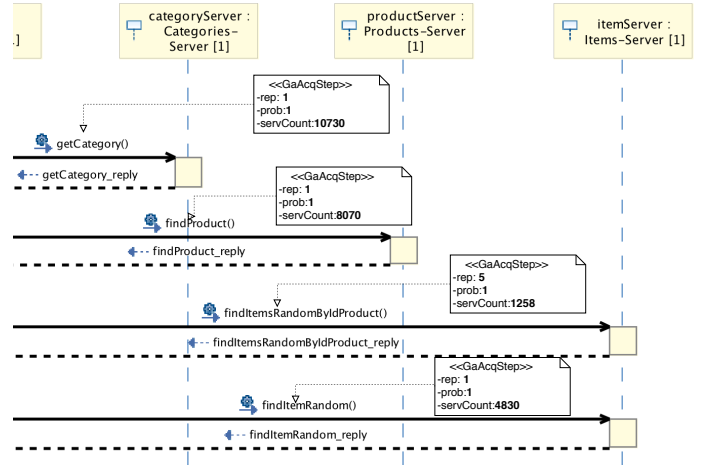 .]
categoryServer :
Categories-
Server [1]
productServer :
Products-Server
[1]
itemServer :
Items-Server [1]
<<GaAcqStep>>
-rep: 1
-prob:1
-servCount:10730
getCategory()
getCategory_reply
<<GaAcqStep>>
-rep: 1
-prob:1
-servCount:8070
findProduct()
findProduct_reply
<<GaAcqStep>>
-rep: 5
-prob:1
-servCount:1258
findItemsRandomByIdProduct()
findItemsRandomByIdProduct_reply
<<GaAcqStep>>
-rep: 1
-prob:1
-servCount:4830
findItemRandom()
findItemRandom_reply